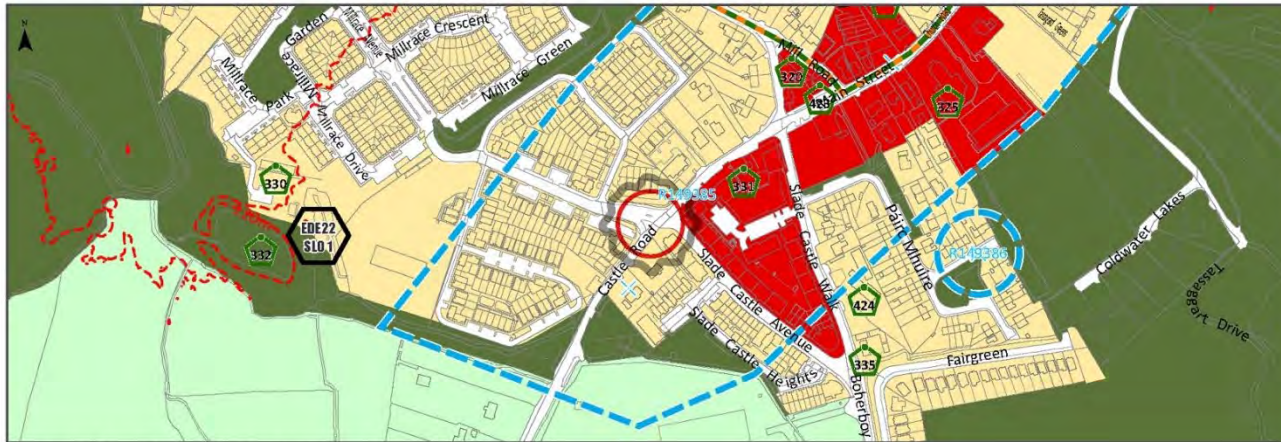 N
Garden
Millrace Avenue
Millrace Crescent
Millrace Green
Millrace Park
Millrace Drive
330
332
EDE22
SLO 1
Mill Road
Main Street
329
428
325
331
R149385
Castle Road
Slade Castle Walk
Slade Castle Avenue
Slade Castle Heights
Páirc Mhuire
R149386
424
335
Fairgreen
Boherboy
Coldwater Lakes
Tassaggart Drive